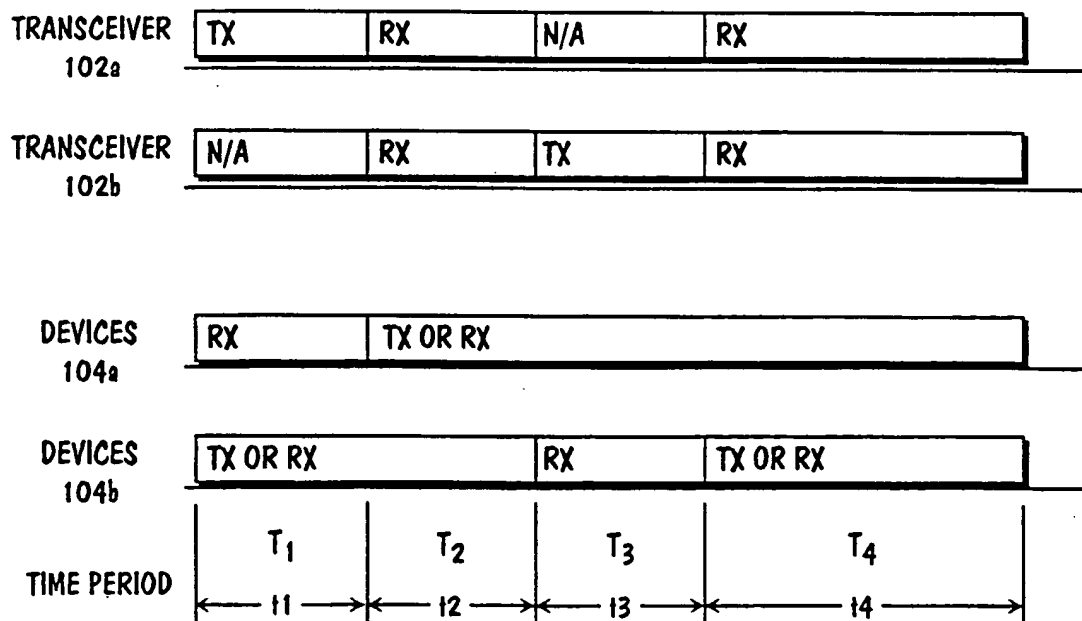 TRANSCEIVER 102a TX RX N/A RX
TRANSCEIVER 102b N/A RX TX RX
DEVICES 104a RX TX OR RX
DEVICES 104b TX OR RX RX TX OR RX
T1 T2 T3 T4
TIME PERIOD t1 t2 t3 t4